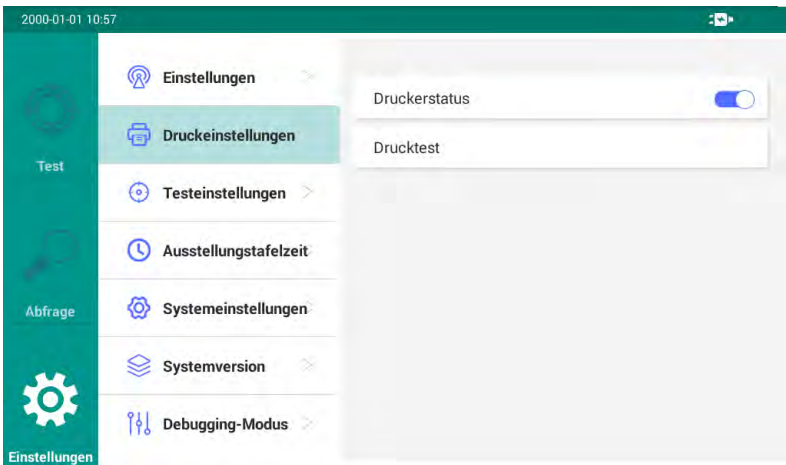 2000-01-01 10:57
Test
Abfrage
Einstellungen
Einstellungen
Druckeinstellungen
Testeinstellungen
Ausstellungstafelzeit
Systemeinstellungen
Systemversion
Debugging-Modus
Druckerstatus
Drucktest